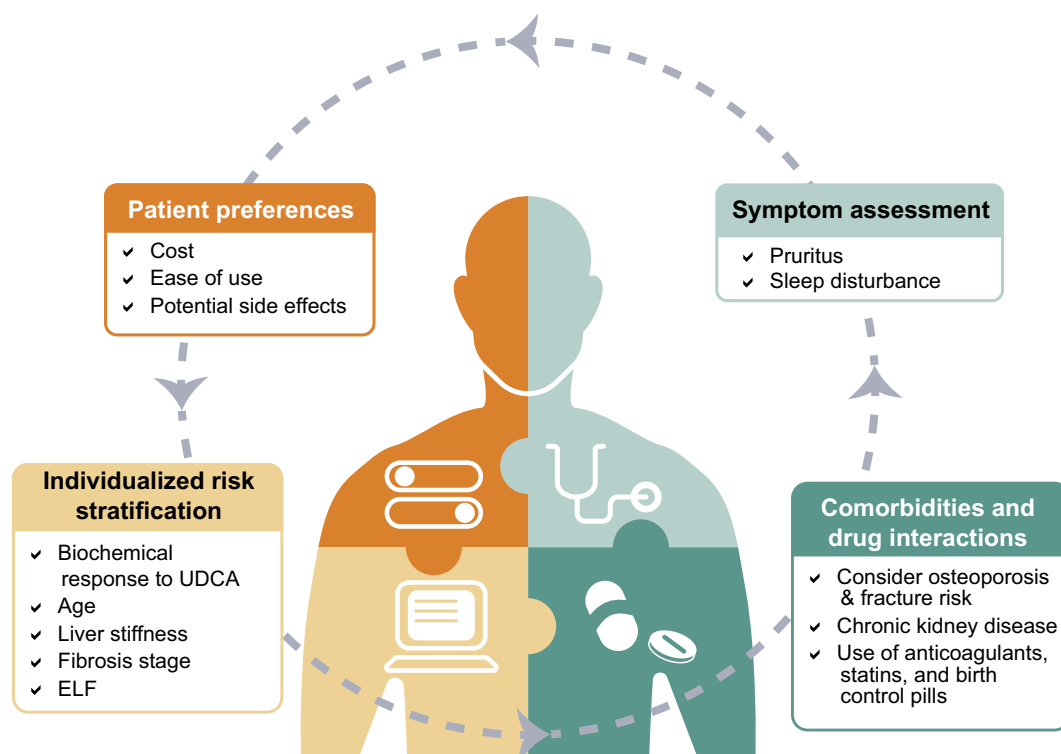 Patient preferences
Cost
Ease of use
Potential side effects
Symptom assessment
Pruritus
Sleep disturbance
Individualized risk
stratification
Biochemical
response to UDCA
Age
Liver stiffness
Fibrosis stage
ELF
Comorbidities and
drug interactions
Consider osteoporosis
& fracture risk
Chronic kidney disease
Use of anticoagulants,
statins, and birth
control pills